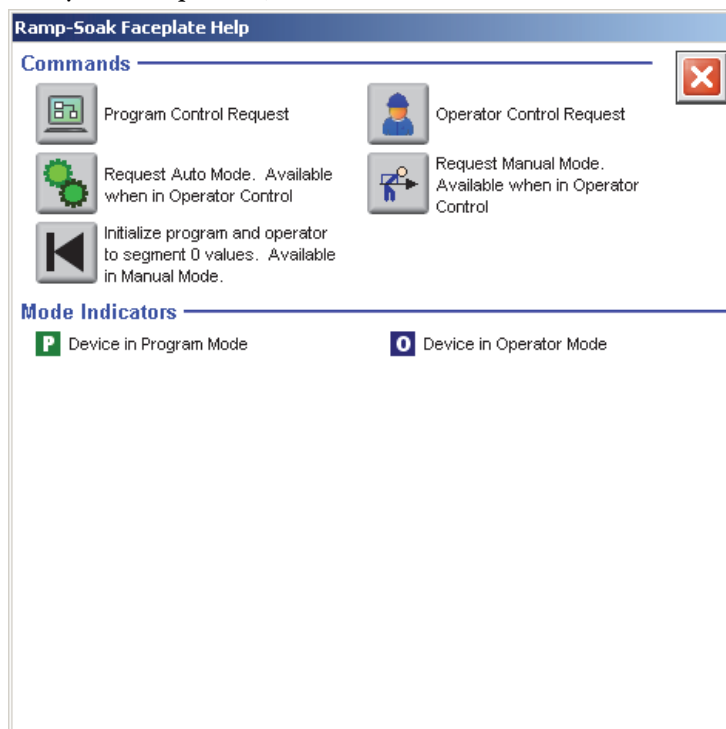 Ramp-Soak Faceplate Help
Commands
Program Control Request
Operator Control Request
Request Auto Mode. Available
when in Operator Control
Request Manual Mode.
Available when in Operator
Control
Initialize program and operator
to segment 0 values. Available
in Manual Mode.
Mode Indicators
P Device in Program Mode
O Device in Operator Mode